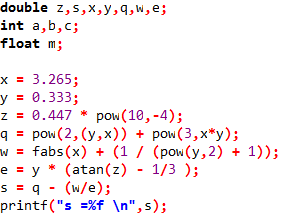 double z,s,x,y,q,w,e;
int a,b,c;
float m;
x = 3.265;
y = 0.333;
z = 0.447 * pow(10,-4);
q = pow(2,(y,x)) + pow(3,x*y);
w = fabs(x) + (1 / (pow(y,2) + 1));
e = y * (atan(z) - 1/3 );
s = q - (w/e);
printf("s =%f \n",s);